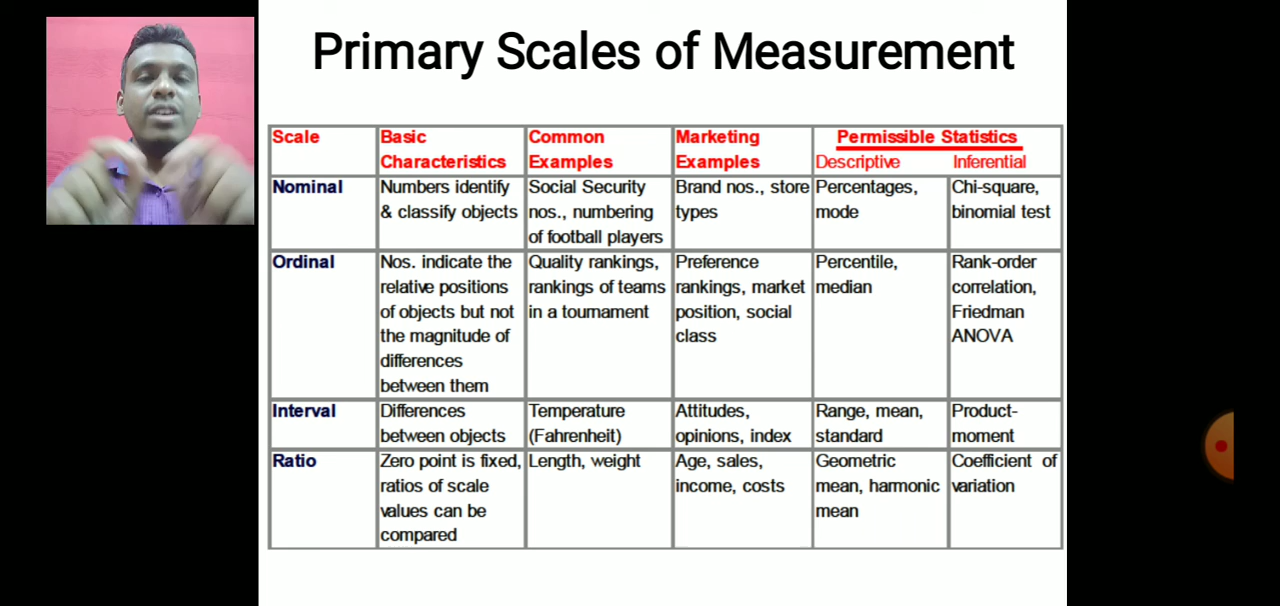 Primary Scales of Measurement
Scale
Basic
Characteristics
Common
Examples
Marketing
Examples
Permissible Statistics
Descriptive Inferential
Nominal
Numbers identify
& classify objects
Social Security
nos., numbering
of football players
Brand nos., store
types
Percentages,
mode
Chi-square,
binomial test
Ordinal
Nos. indicate the
relative positions
of objects but not
the magnitude of
differences
between them
Quality rankings,
rankings of teams
in a tournament
Preference
rankings, market
position, social
class
Percentile,
median
Rank-order
correlation,
Friedman
ANOVA
Interval
Differences
between objects
Temperature
(Fahrenheit)
Attitudes,
opinions, index
Range, mean,
standard
Product-
moment
Ratio
Zero point is fixed,
ratios of scale
values can be
compared
Length, weight
Age, sales,
income, costs
Geometric
mean, harmonic
mean
Coefficient of
variation